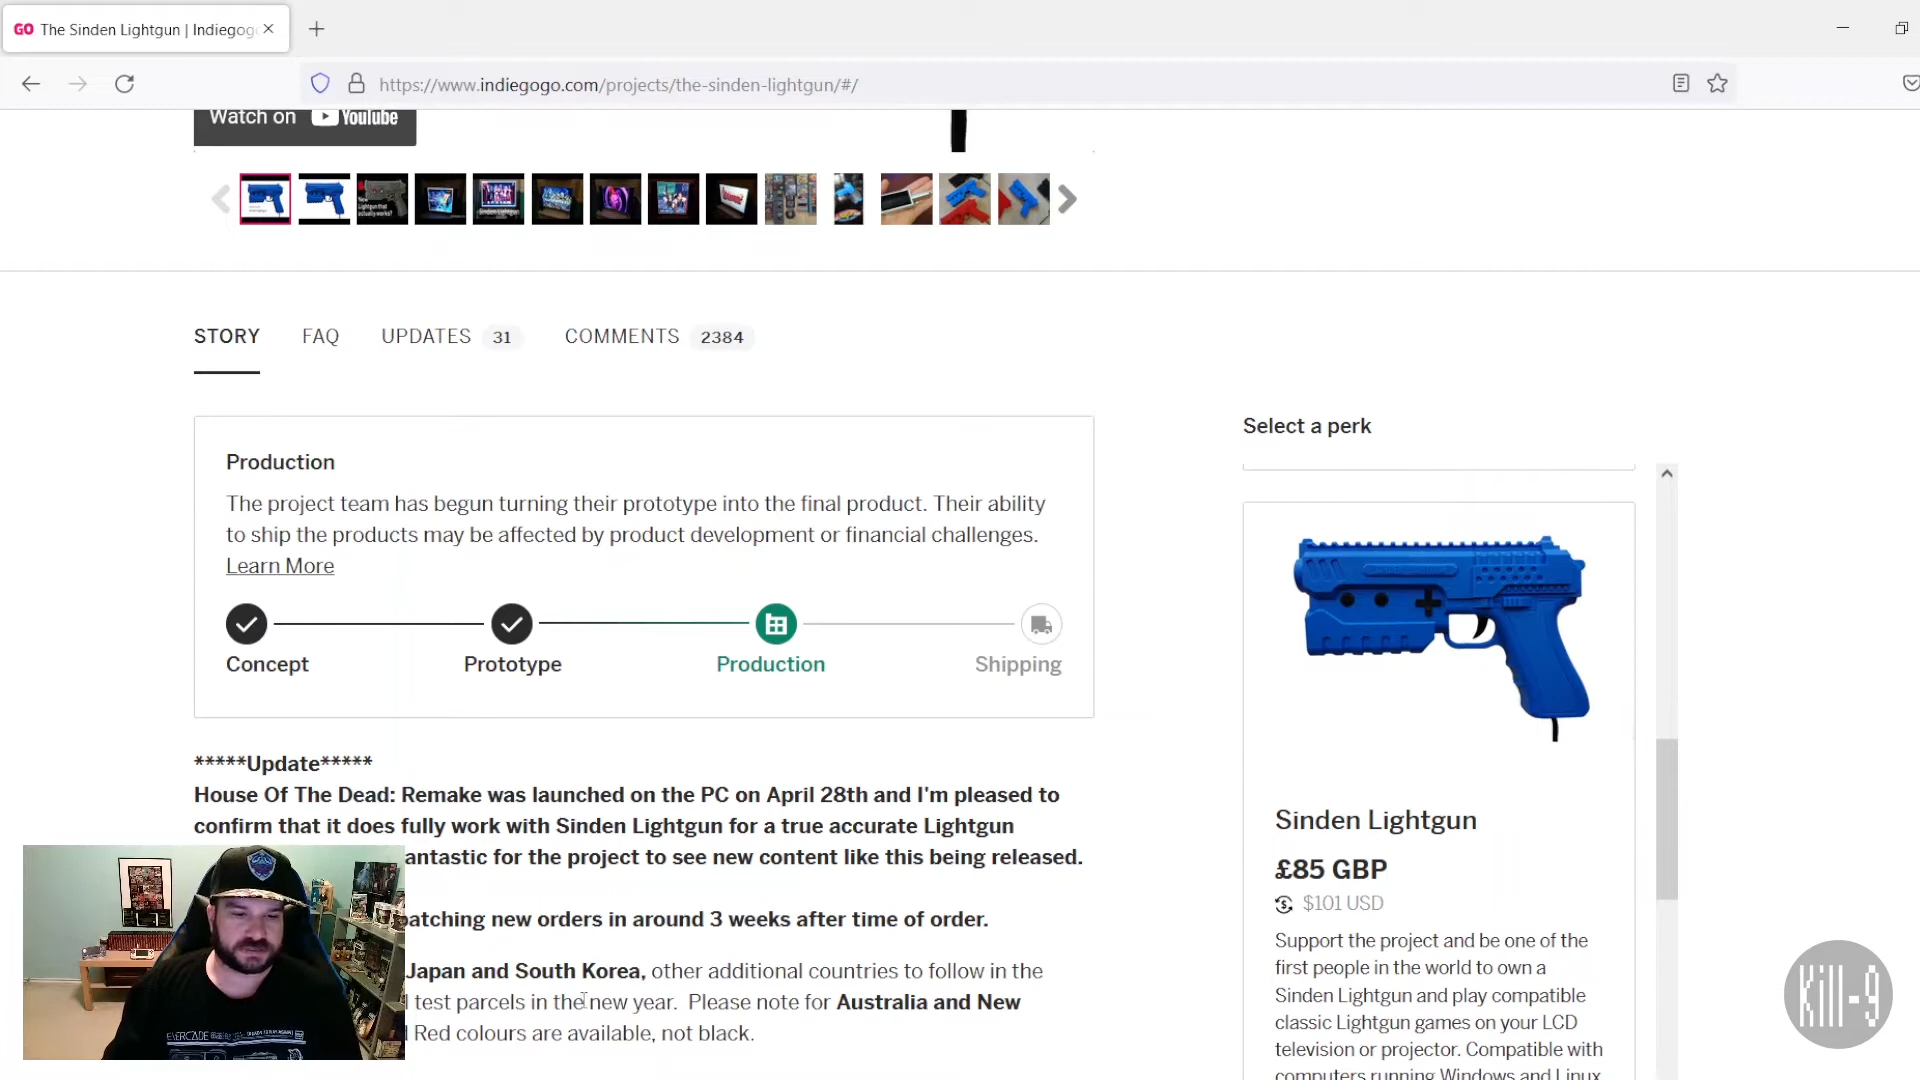 GO The Sinden Lightgun | Indiegogo
https://www.indiegogo.com/projects/the-sinden-lightgun/#/
Watch on YouTube
New Lightgun that actually works?
STORY FAQ UPDATES 31 COMMENTS 2384
Production
The project team has begun turning their prototype into the final product. Their ability
to ship the products may be affected by product development or financial challenges.
Learn More
Concept Prototype Production Shipping
*****Update*****
House Of The Dead: Remake was launched on the PC on April 28th and I'm pleased to
confirm that it does fully work with Sinden Lightgun for a true accurate Lightgun
antastic for the project to see new content like this being released.
patching new orders in around 3 weeks after time of order.
Japan and South Korea, other additional countries to follow in the
test parcels in the new year. Please note for Australia and New
Red colours are available, not black.
Select a perk
Sinden Lightgun
£85 GBP
$101 USD
Support the project and be one of the
first people in the world to own a
Sinden Lightgun and play compatible
classic Lightgun games on your LCD
television or projector. Compatible with
computers running Windows and Linux
EVERCADE
Kill-9